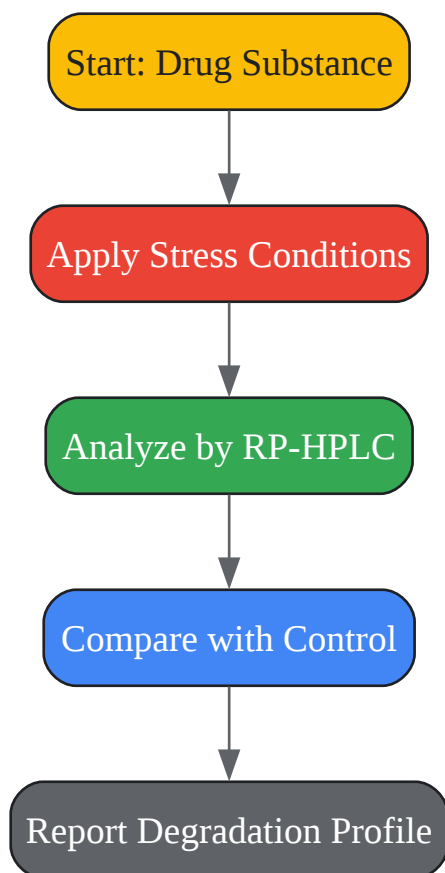 Start: Drug Substance
Apply Stress Conditions
Analyze by RP-HPLC
Compare with Control
Report Degradation Profile